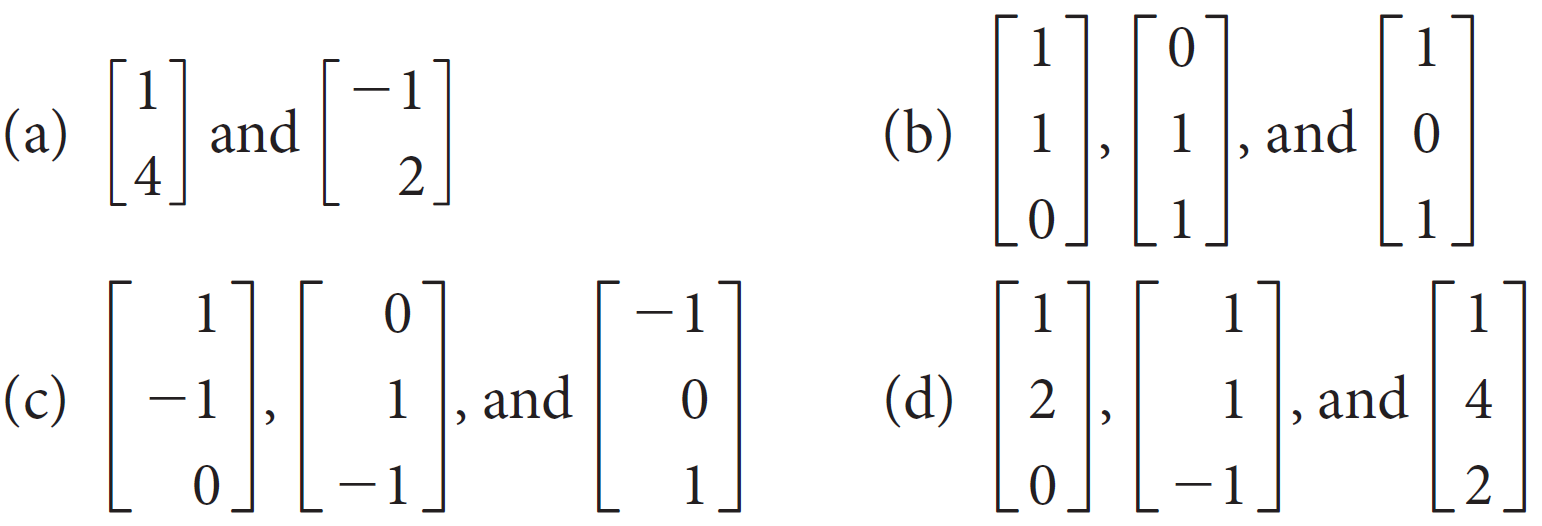 (a) [1 4] and [−1 2]
(b) [1 1 0], [0 1 1], and [1 0 1]
(c) [1 −1 0], [0 1 −1], and [−1 0 1]
(d) [1 2 0], [1 1 −1], and [1 4 2]